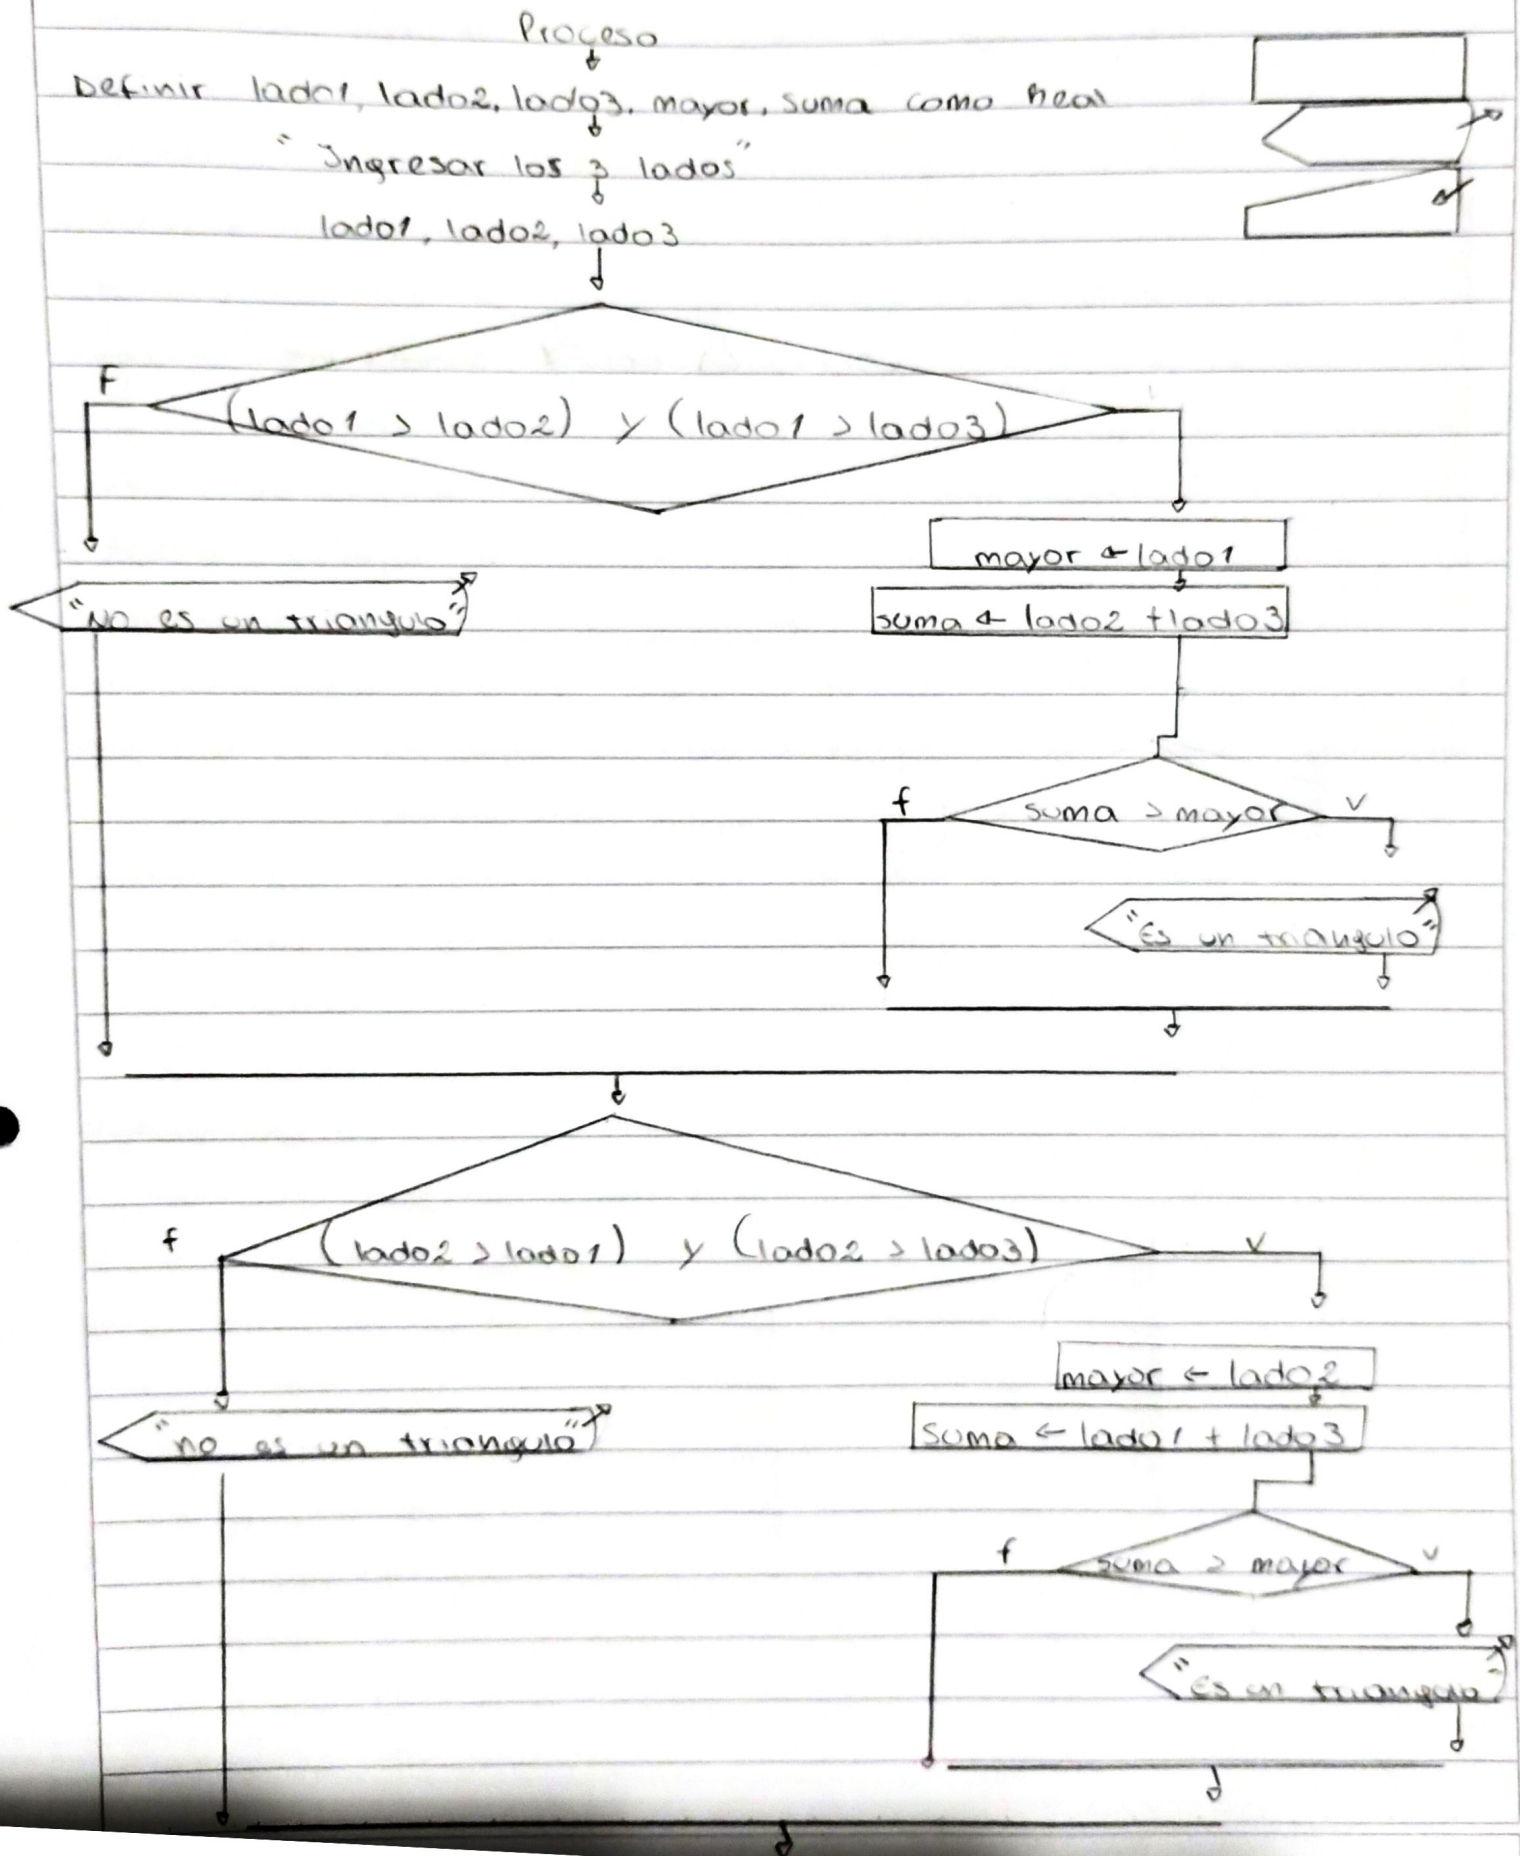 Proceso
Definir lado1, lado2, lado3, mayor, suma como Real
"Ingresar los 3 lados"
lado1, lado2, lado3
F
(lado1 > lado2) y (lado1 > lado3)
mayor ← lado1
"No es un triangulo"
suma ← lado2 + lado3
f
suma > mayor
v
"Es un triangulo"
f
(lado2 > lado1) y (lado2 > lado3)
v
mayor ← lado2
"no es un triangulo"
suma ← lado1 + lado3
f
suma > mayor
v
"Es un triangulo"